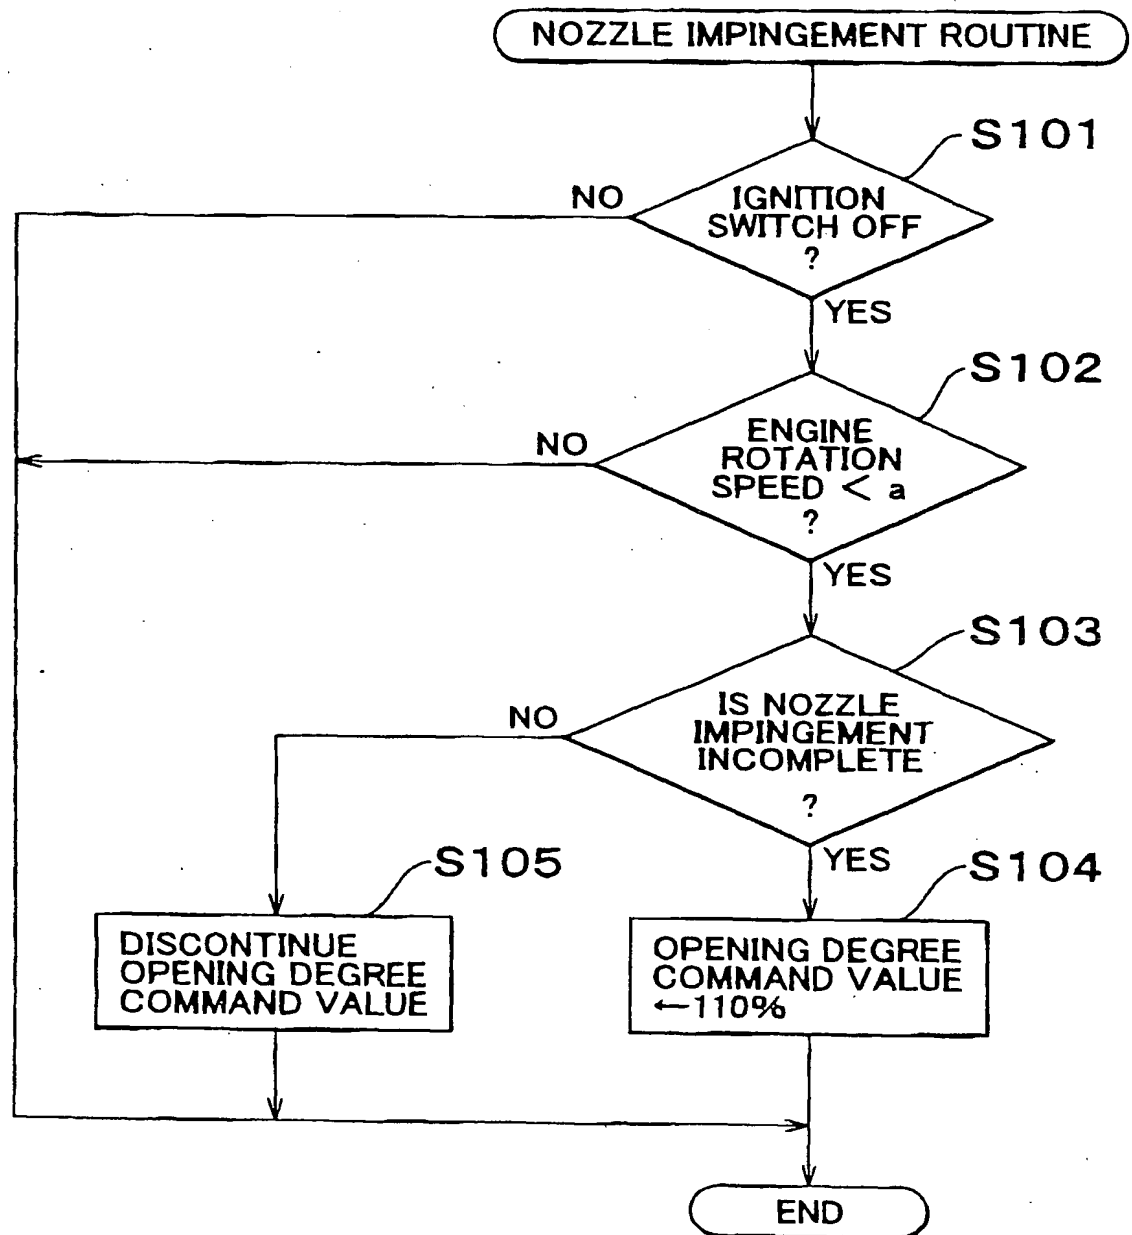 NOZZLE IMPINGEMENT ROUTINE
S101
NO
IGNITION
SWITCH OFF
?
YES
S102
NO
ENGINE
ROTATION
SPEED < a
?
YES
S103
NO
IS NOZZLE
IMPINGEMENT
INCOMPLETE
?
YES
S105
S104
DISCONTINUE
OPENING DEGREE
COMMAND VALUE
OPENING DEGREE
COMMAND VALUE
←110%
END